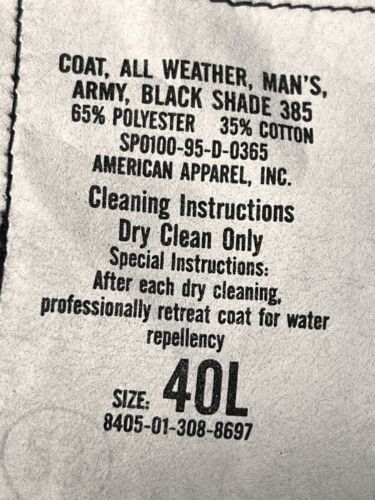 COAT, ALL WEATHER, MAN'S,
ARMY, BLACK SHADE 385
65% POLYESTER 35% COTTON
SPO100-95-D-0365
AMERICAN APPAREL, INC.
Cleaning Instructions
Dry Clean Only
Special Instructions:
After each dry cleaning,
professionally retreat coat for water
repellency
SIZE: 40L
8405-01-308-8697